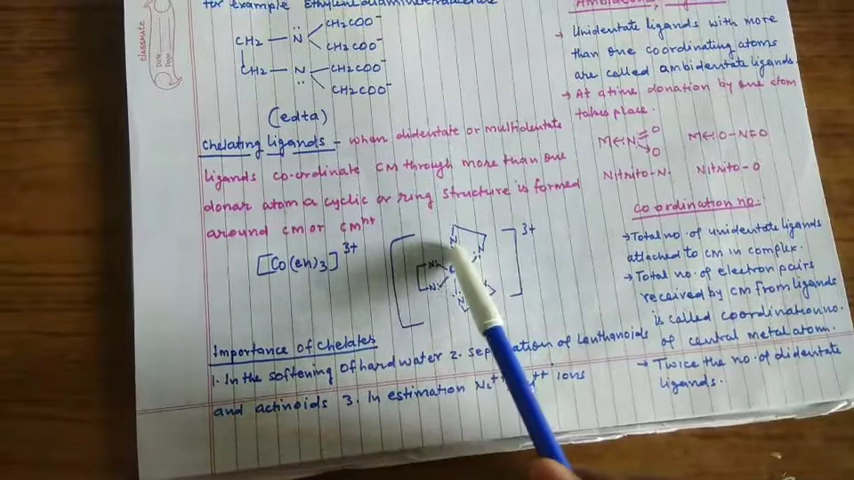 for example Ethylenediaminetetraacetate
CH2 — N̈ CH2COO-
CH2COO-
CH2 — N̈ CH2COO-
CH2COO-
(edta)
Chelating ligands - when didentate or multidentate
ligands co-ordinate CM through more than one
donar atom a cyclic or ring structure is formed
around CM or CM^n+
[Co(en)3]3+
N N 3+
N
N N
N
Importance of chelates
1. In the softening of hard water 2. Separation of lanthanoids
and actinoids 3. In estimation Ni++ ++ ions
classmate
Date
Page
Unidentate ligands with more
than one coordinating atoms
are called ambidentate ligands
→ At a time donation by one atom
takes place.
M←N=O →O M←O-N=O
Nitrito-N. Nitrito-O
Co ordination no.
→ Total no. of unidentate ligands
attached to CM in complex.
→ Total no. of electron pairs
received by CM from ligands
is called coordination no.
of central metal atom.
→ Twice the no. of didentate
ligands.